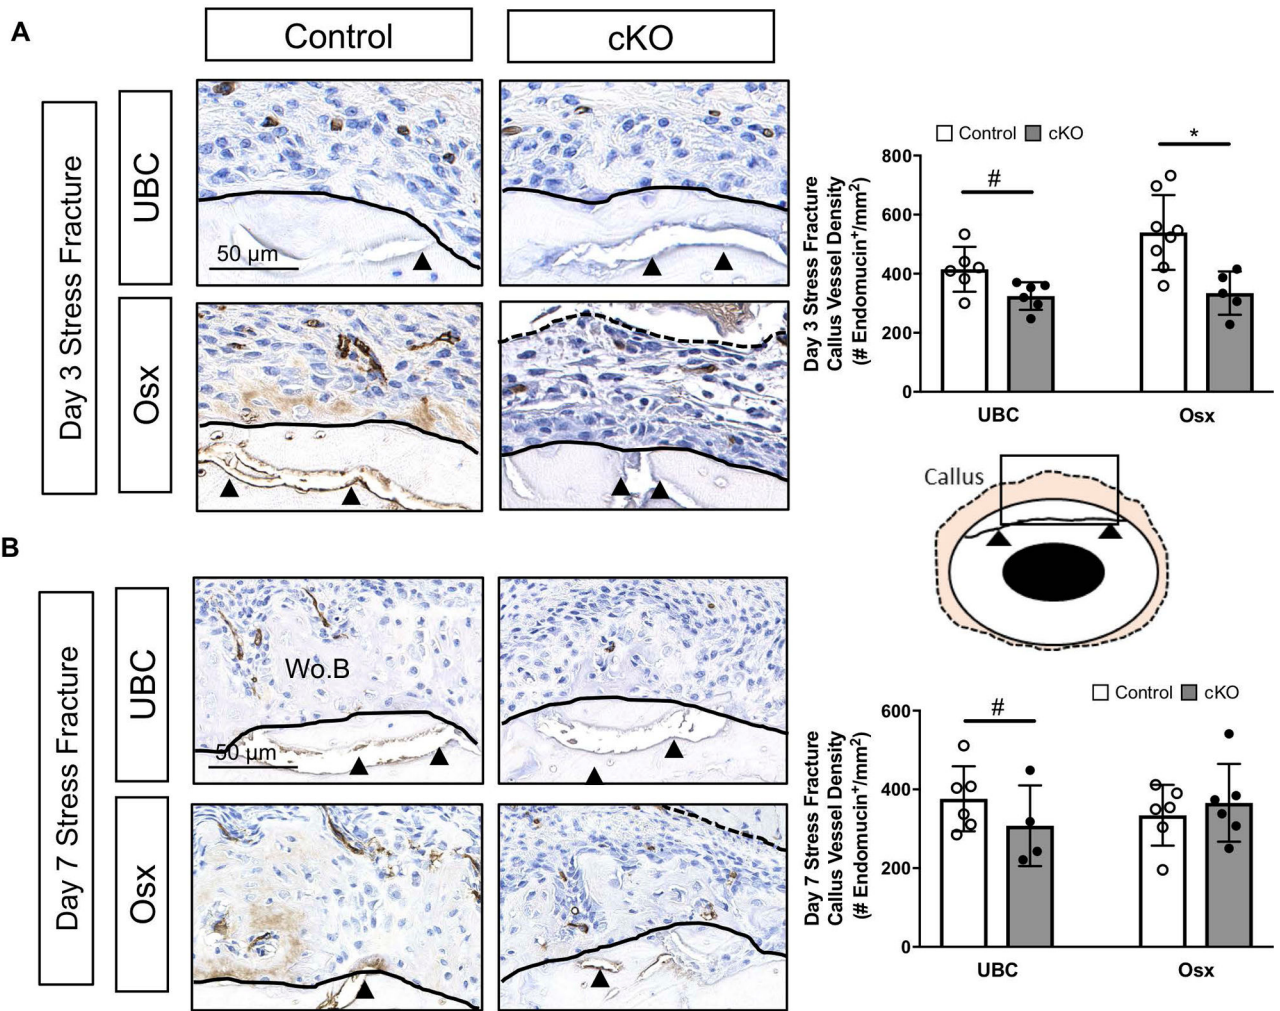 A
Control
cKO
Day 3 Stress Fracture
UBC
50 µm
Osx
Day 3 Stress Fracture
Callus Vessel Density
(# Endomucin⁺/mm²)
Control cKO
800
600
400
200
0
#
*
UBC
Osx
Callus
B
Day 7 Stress Fracture
UBC
Wo.B
50 µm
Osx
Day 7 Stress Fracture
Callus Vessel Density
(# Endomucin⁺/mm²)
Control cKO
600
400
200
0
#
UBC
Osx